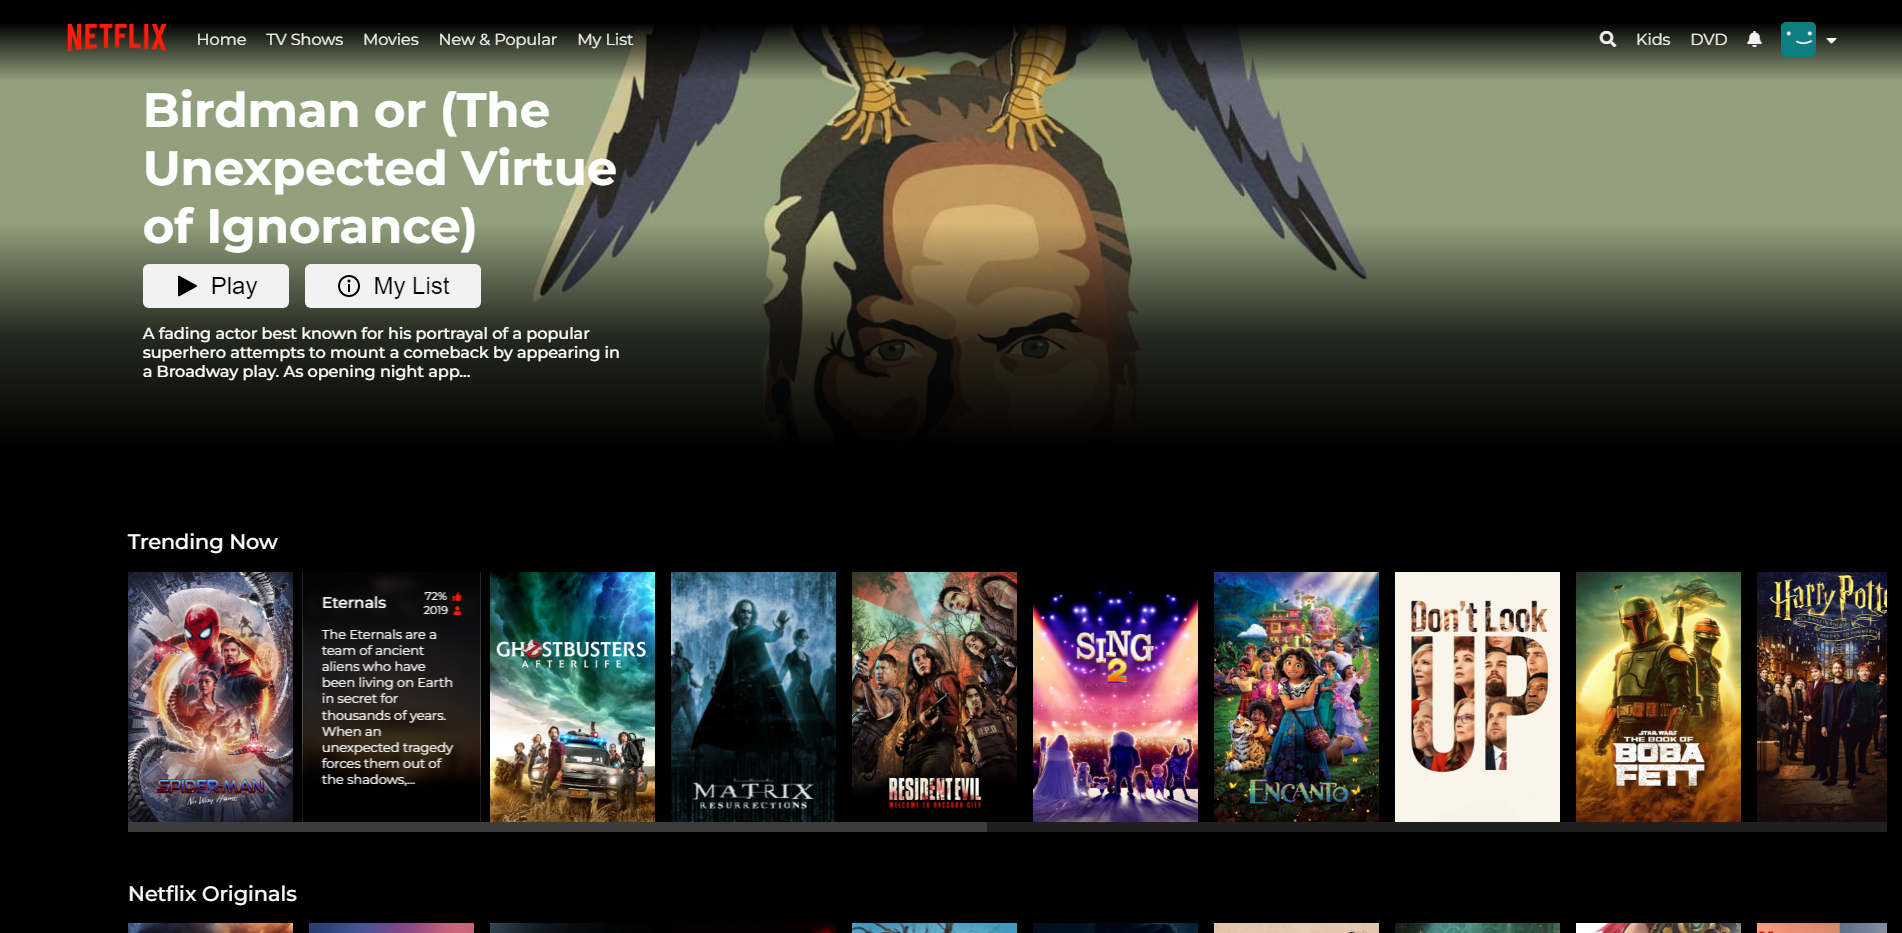 NETFLIX Home TV Shows Movies New & Popular My List Kids DVD
Birdman or (The
Unexpected Virtue
of Ignorance)
Play My List
A fading actor best known for his portrayal of a popular
superhero attempts to mount a comeback by appearing in
a Broadway play. As opening night app...
Trending Now
SPIDER-MAN
No Way Home
Eternals
72%
2019
The Eternals are a
team of ancient
aliens who have
been living on Earth
in secret for
thousands of years.
When an
unexpected tragedy
forces them out of
the shadows,...
GHOSTBUSTERS
AFTERLIFE
MATRIX
RESURRECTIONS
R.P.D.
RESIDENT EVIL
WELCOME TO RACCOON CITY
SING
2
ENCANTO
Don't Look
UP
STAR WARS
THE BOOK OF
BOBA
FETT
Harry Pott
Netflix Originals